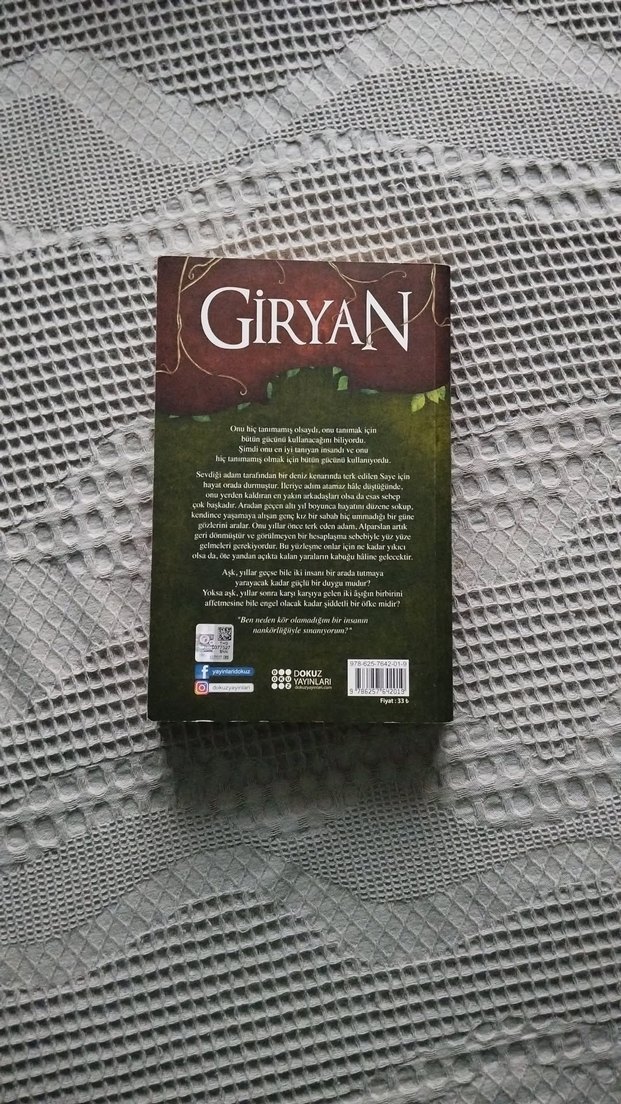 GİRYAN
Onu hiç tanımamış olsaydı, onu tanımak için
bütün gücünü kullanacağını biliyordu.
Şimdi onu en iyi tanıyan insandı ve onu
hiç tanımamış olmak için bütün gücünü kullanıyordu.
Sevdiği adam tarafından bir deniz kenarında terk edilen Saye için
hayat orada durmuştur. İleriye adım atamaz hâle düştüğünde,
onu yerden kaldıran en yakın arkadaşları olsa da esas sebep
çok başkadır. Aradan geçen altı yıl boyunca hayatını düzene sokup,
kendince yaşamaya alışan genç kız bir sabah hiç ummadığı bir güne
gözlerini aralar. Onu yıllar önce terk eden adam, Alparslan artık
geri dönmüştür ve görülmeyen bir hesaplaşma sebebiyle yüz yüze
gelmeleri gerekiyordur. Bu yüzleşme onlar için ne kadar yıkıcı
olsa da, öte yandan açıkta kalan yaraların kabuğu hâline gelecektir.
Aşk, yıllar geçse bile iki insanı bir arada tutmaya
yarayacak kadar güçlü bir duygu mudur?
Yoksa aşk, yıllar sonra karşı karşıya gelen iki âşığın birbirini
affetmesine bile engel olacak kadar şiddetli bir öfke midir?
"Ben neden kör olamadığım bir insanın
nankörlüğüyle sınanıyorum?"
yayinlaridokuz
dokuzyayinlari
DOKUZ
YAYINLARI
dokuzyayinlari.com
978-625-7642-01-9
9 786257 642019
Fiyat : 33 ₺